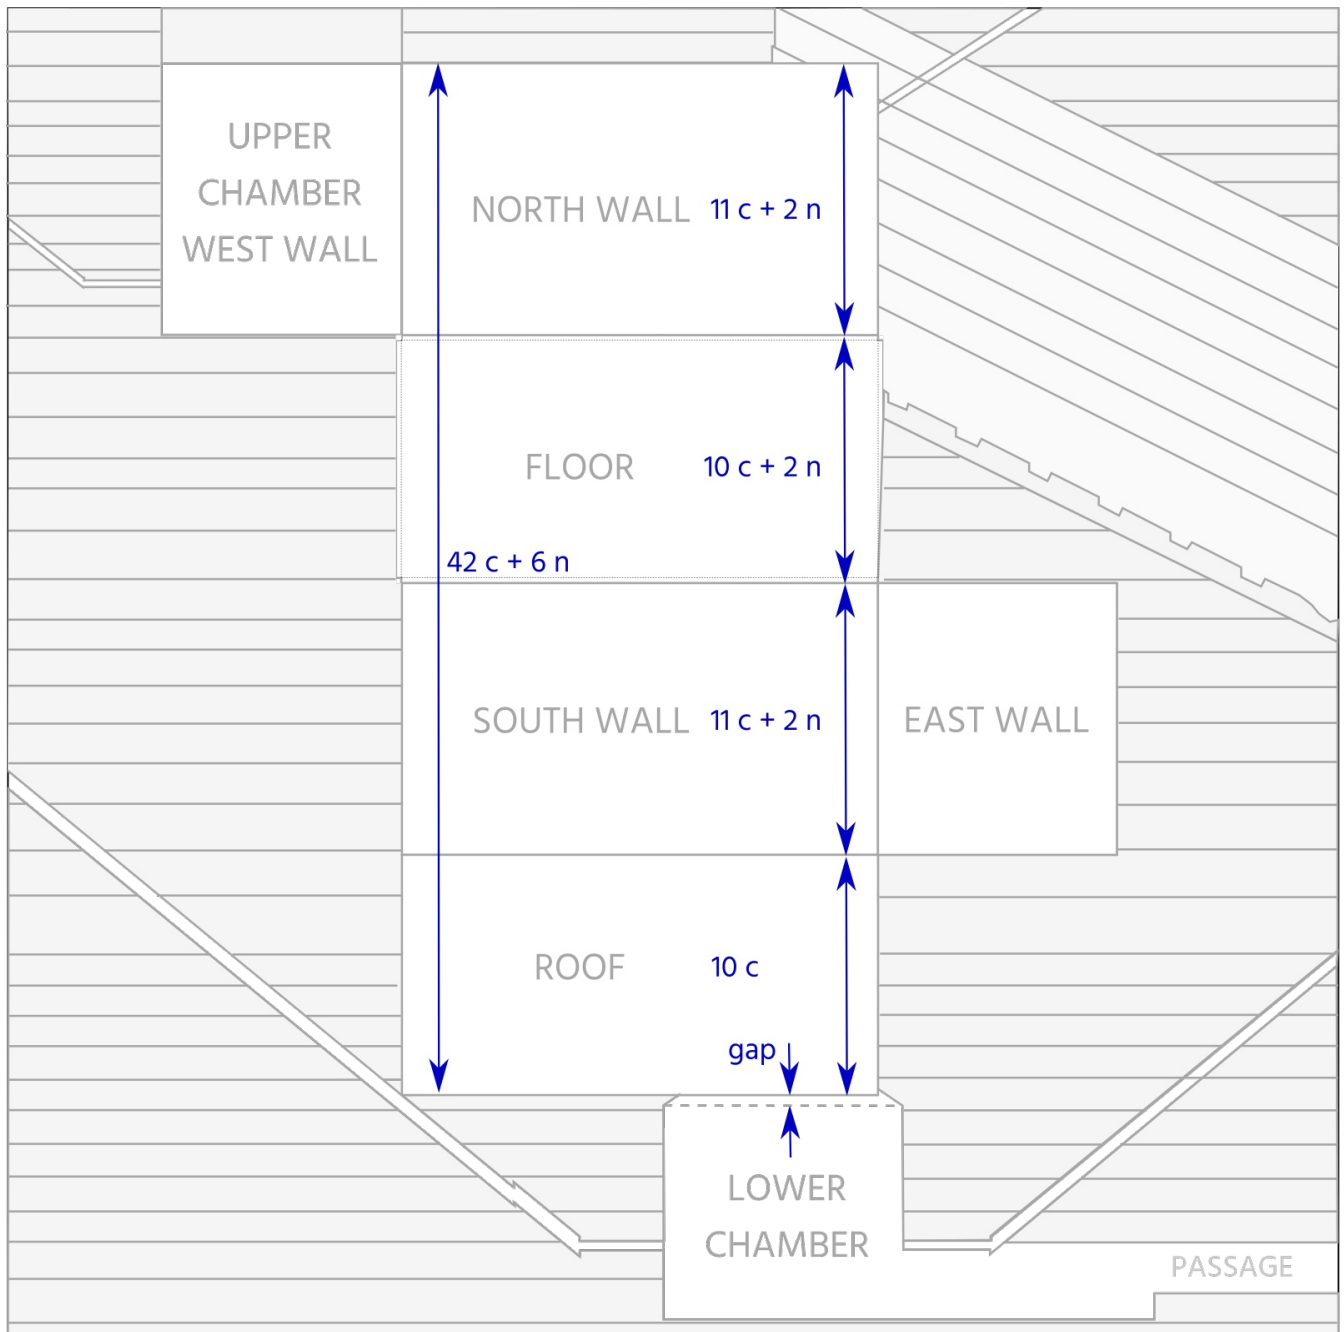 UPPER
CHAMBER
WEST WALL
NORTH WALL 11 c + 2 n
FLOOR 10 c + 2 n
42 c + 6 n
SOUTH WALL 11 c + 2 n
EAST WALL
ROOF 10 c
gap
LOWER
CHAMBER
PASSAGE